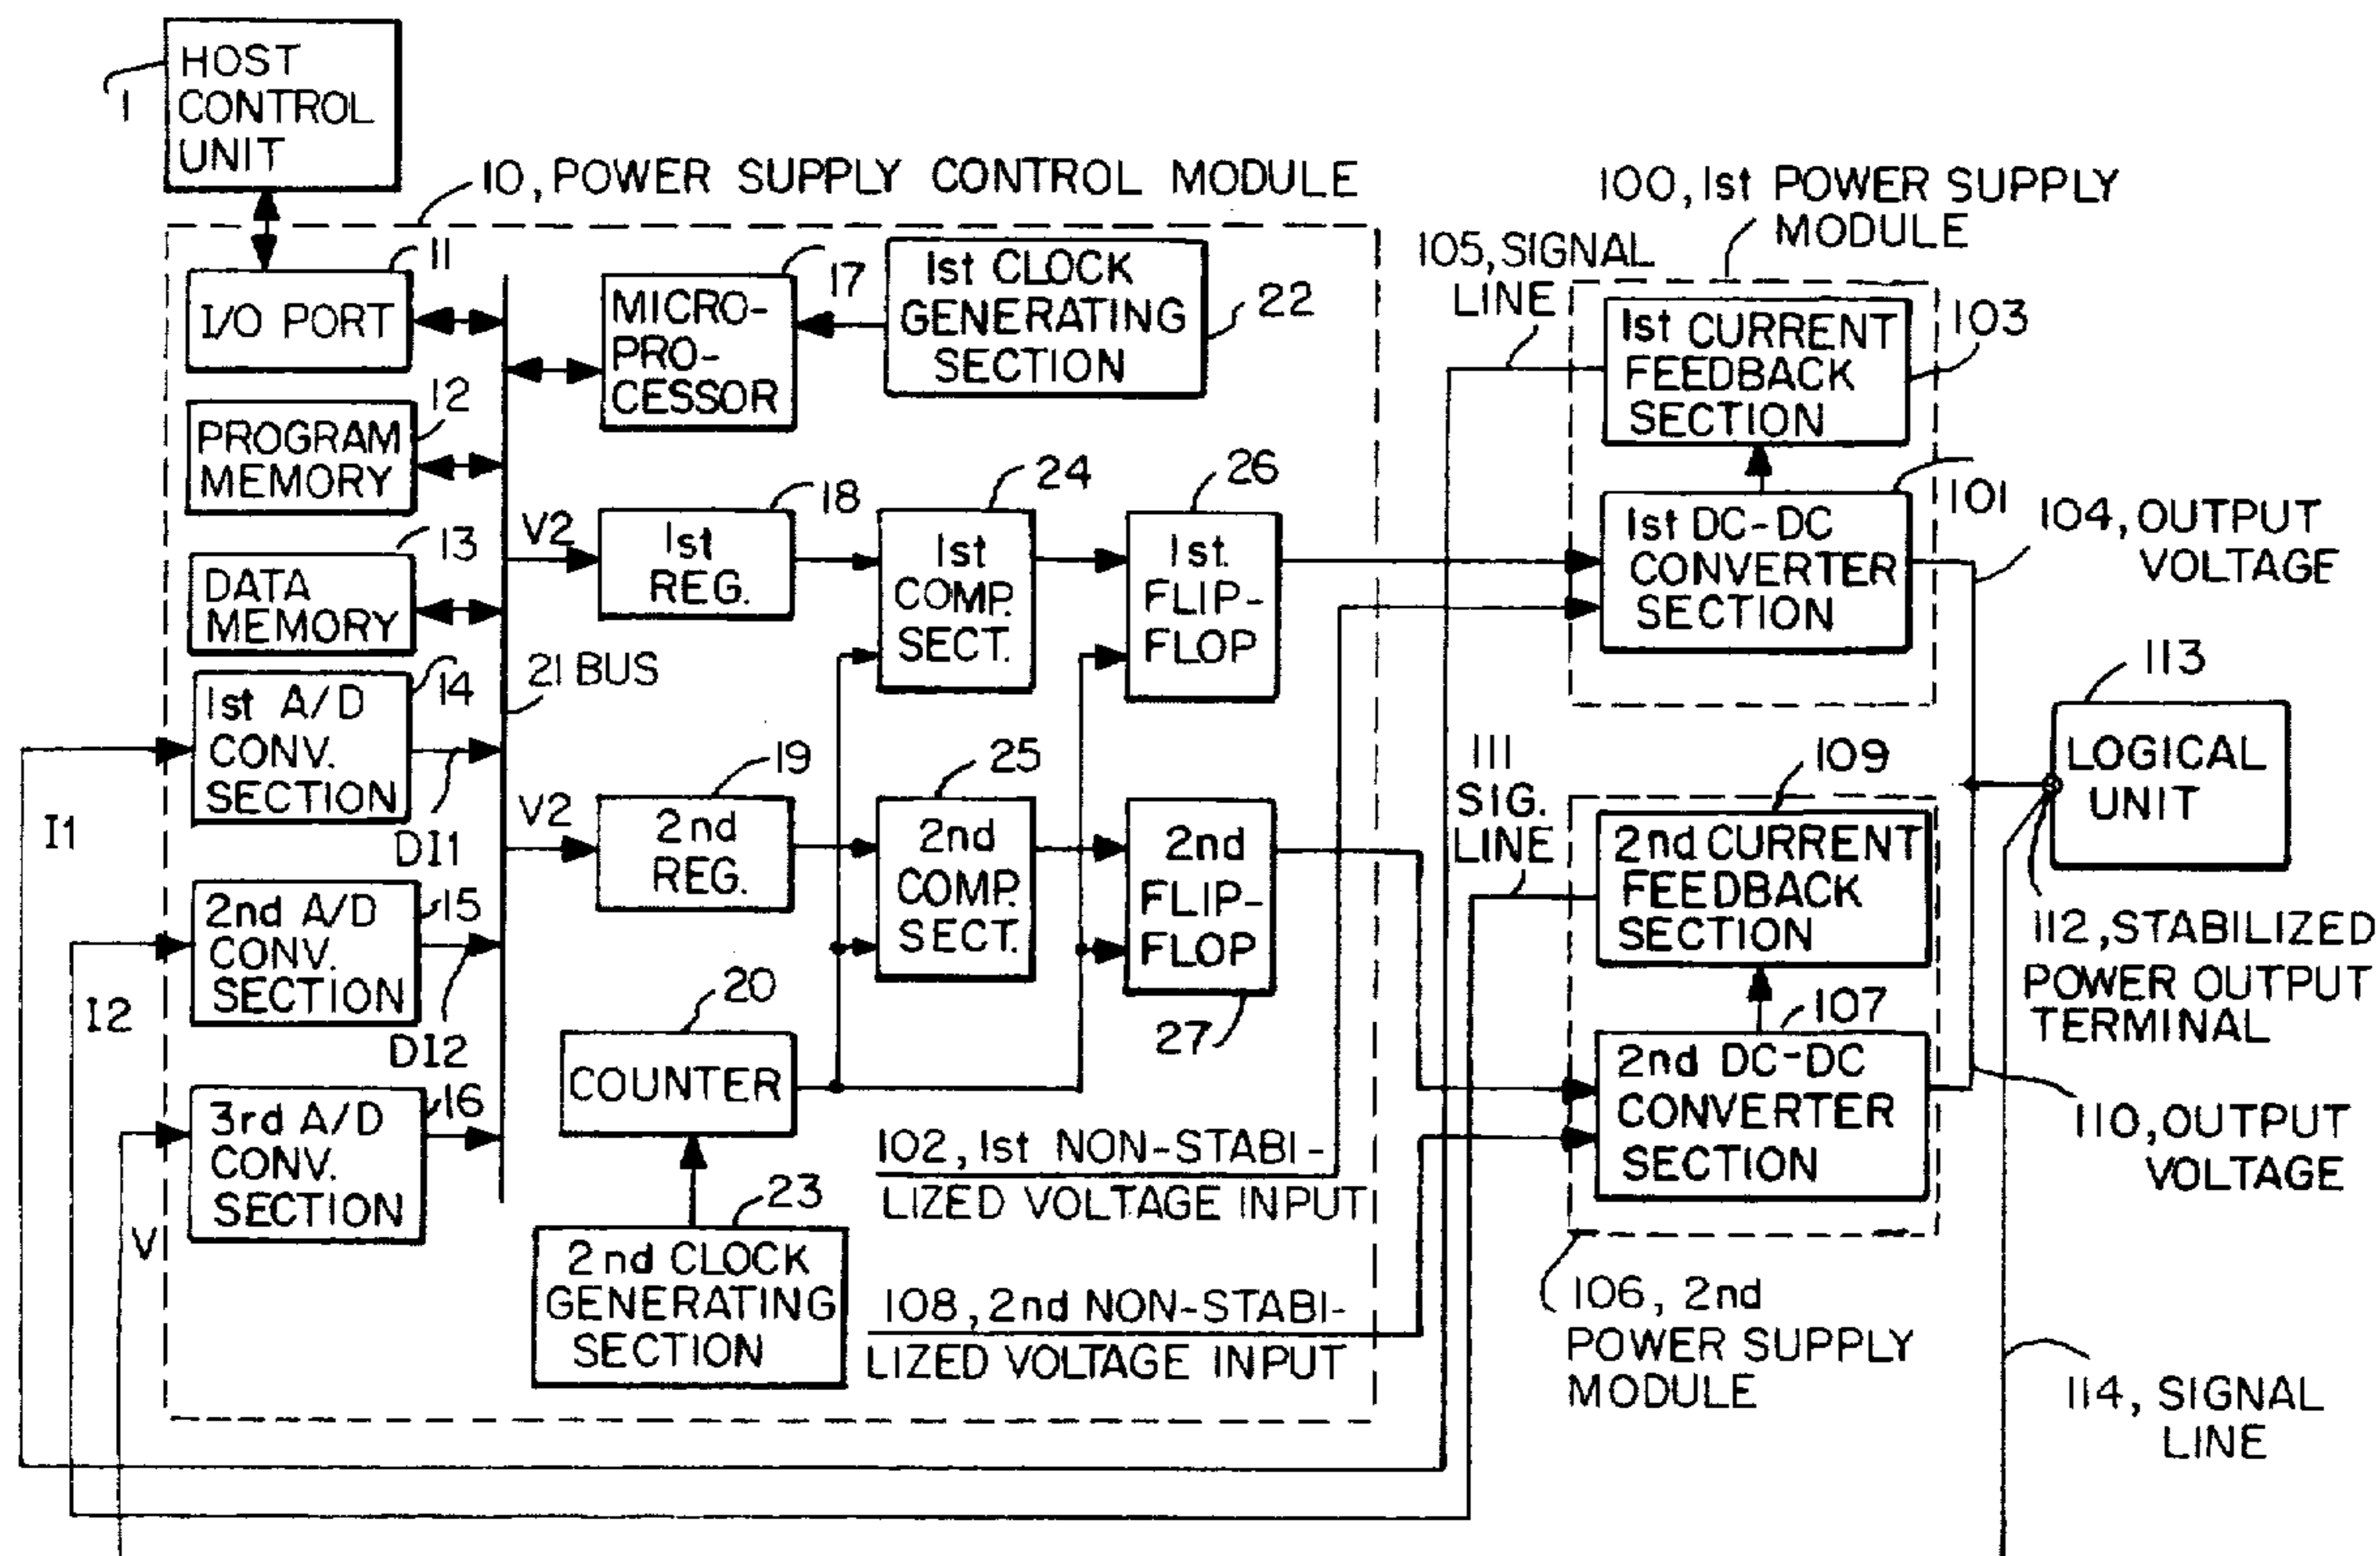 HOST
CONTROL
UNIT
1
10, POWER SUPPLY CONTROL MODULE
11
I/O PORT
12
PROGRAM
MEMORY
13
DATA
MEMORY
14
1st A/D
CONV.
SECTION
I1
DI1
15
2nd A/D
CONV.
SECTION
I2
DI2
16
3rd A/D
CONV.
SECTION
V
21 BUS
17
MICRO-
PRO-
CESSOR
1st CLOCK
GENERATING
SECTION
22
V2
18
1st
REG.
24
1st
COMP.
SECT.
26
1st.
FLIP-
FLOP
V2
19
2nd
REG.
25
2nd
COMP.
SECT.
2nd
FLIP-
FLOP
27
20
COUNTER
23
2nd CLOCK
GENERATING
SECTION
102, 1st NON-STABI-
LIZED VOLTAGE INPUT
108, 2nd NON-STABI-
LIZED VOLTAGE INPUT
100, 1st POWER SUPPLY
MODULE
105, SIGNAL
LINE
1st CURRENT
FEEDBACK
SECTION
103
101
1st DC-DC
CONVERTER
SECTION
104, OUTPUT
VOLTAGE
113
LOGICAL
UNIT
111
SIG.
LINE
109
2nd CURRENT
FEEDBACK
SECTION
112, STABILIZED
POWER OUTPUT
TERMINAL
107
2nd DC-DC
CONVERTER
SECTION
110, OUTPUT
VOLTAGE
106, 2nd
POWER SUPPLY
MODULE
114, SIGNAL
LINE